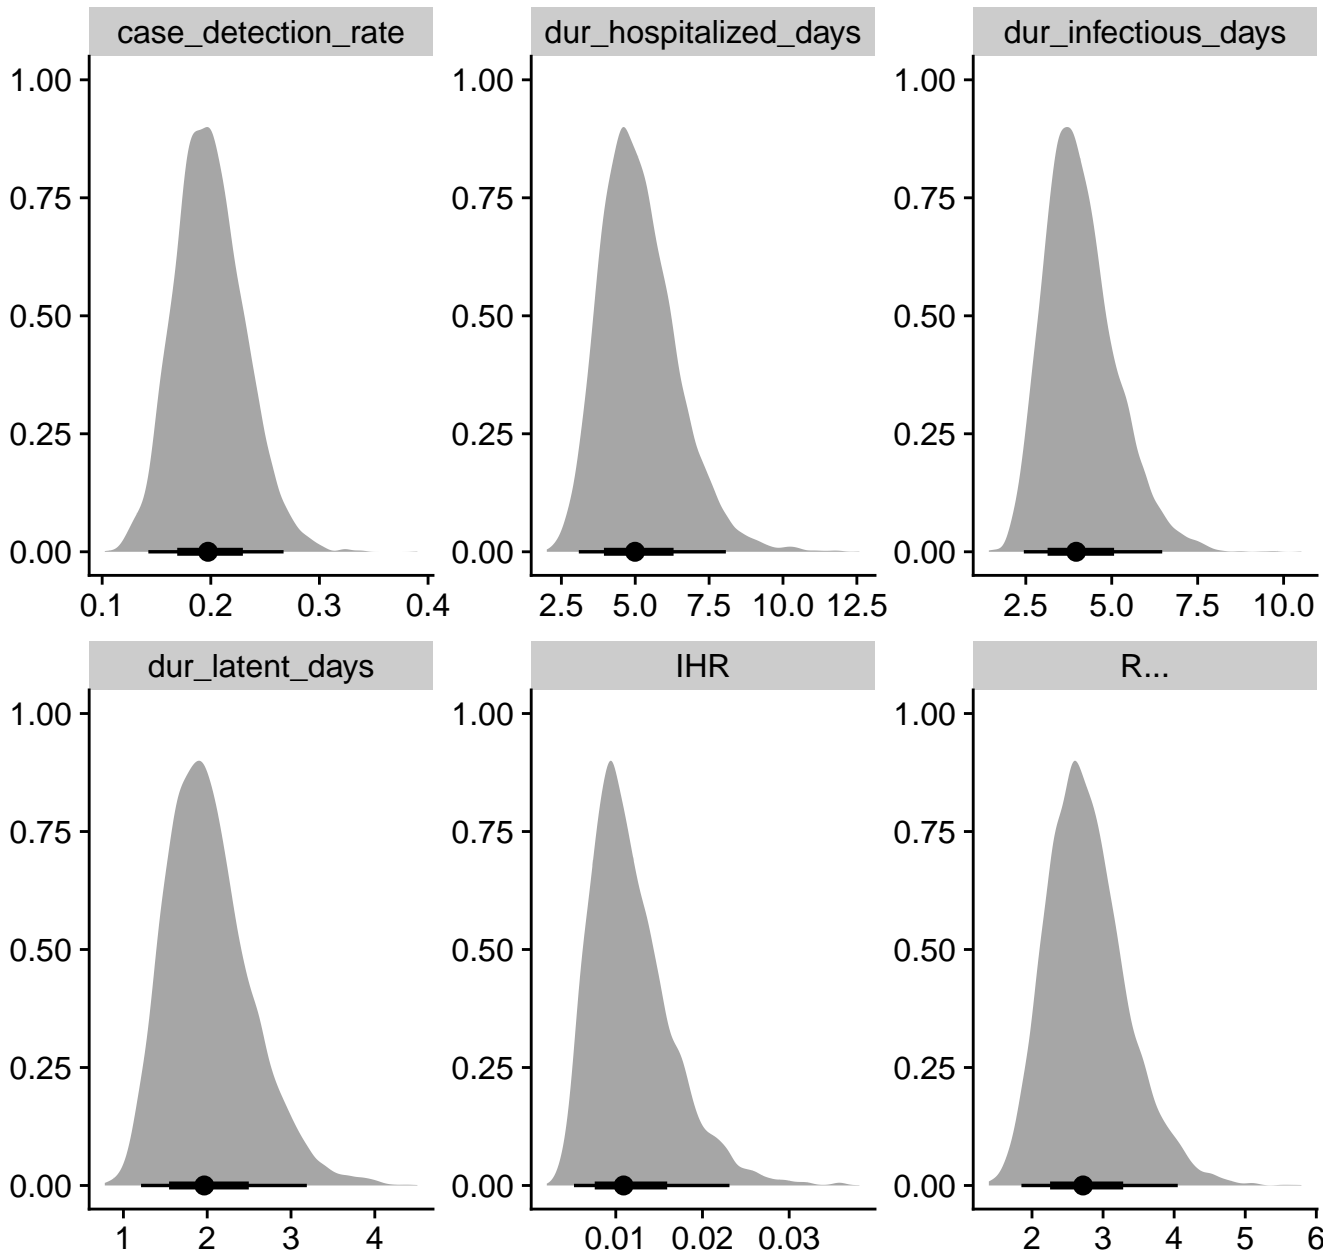 case_detection_rate dur_hospitalized_days dur_infectious_days
1.00 1.00 1.00
0.75 0.75 0.75
0.50 0.50 0.50
0.25 0.25 0.25
0.00 0.00 0.00
0.1 0.2 0.3 0.4 2.5 5.0 7.5 10.0 12.5 2.5 5.0 7.5 10.0
dur_latent_days IHR R...
1.00 1.00 1.00
0.75 0.75 0.75
0.50 0.50 0.50
0.25 0.25 0.25
0.00 0.00 0.00
1 2 3 4 0.01 0.02 0.03 2 3 4 5 6